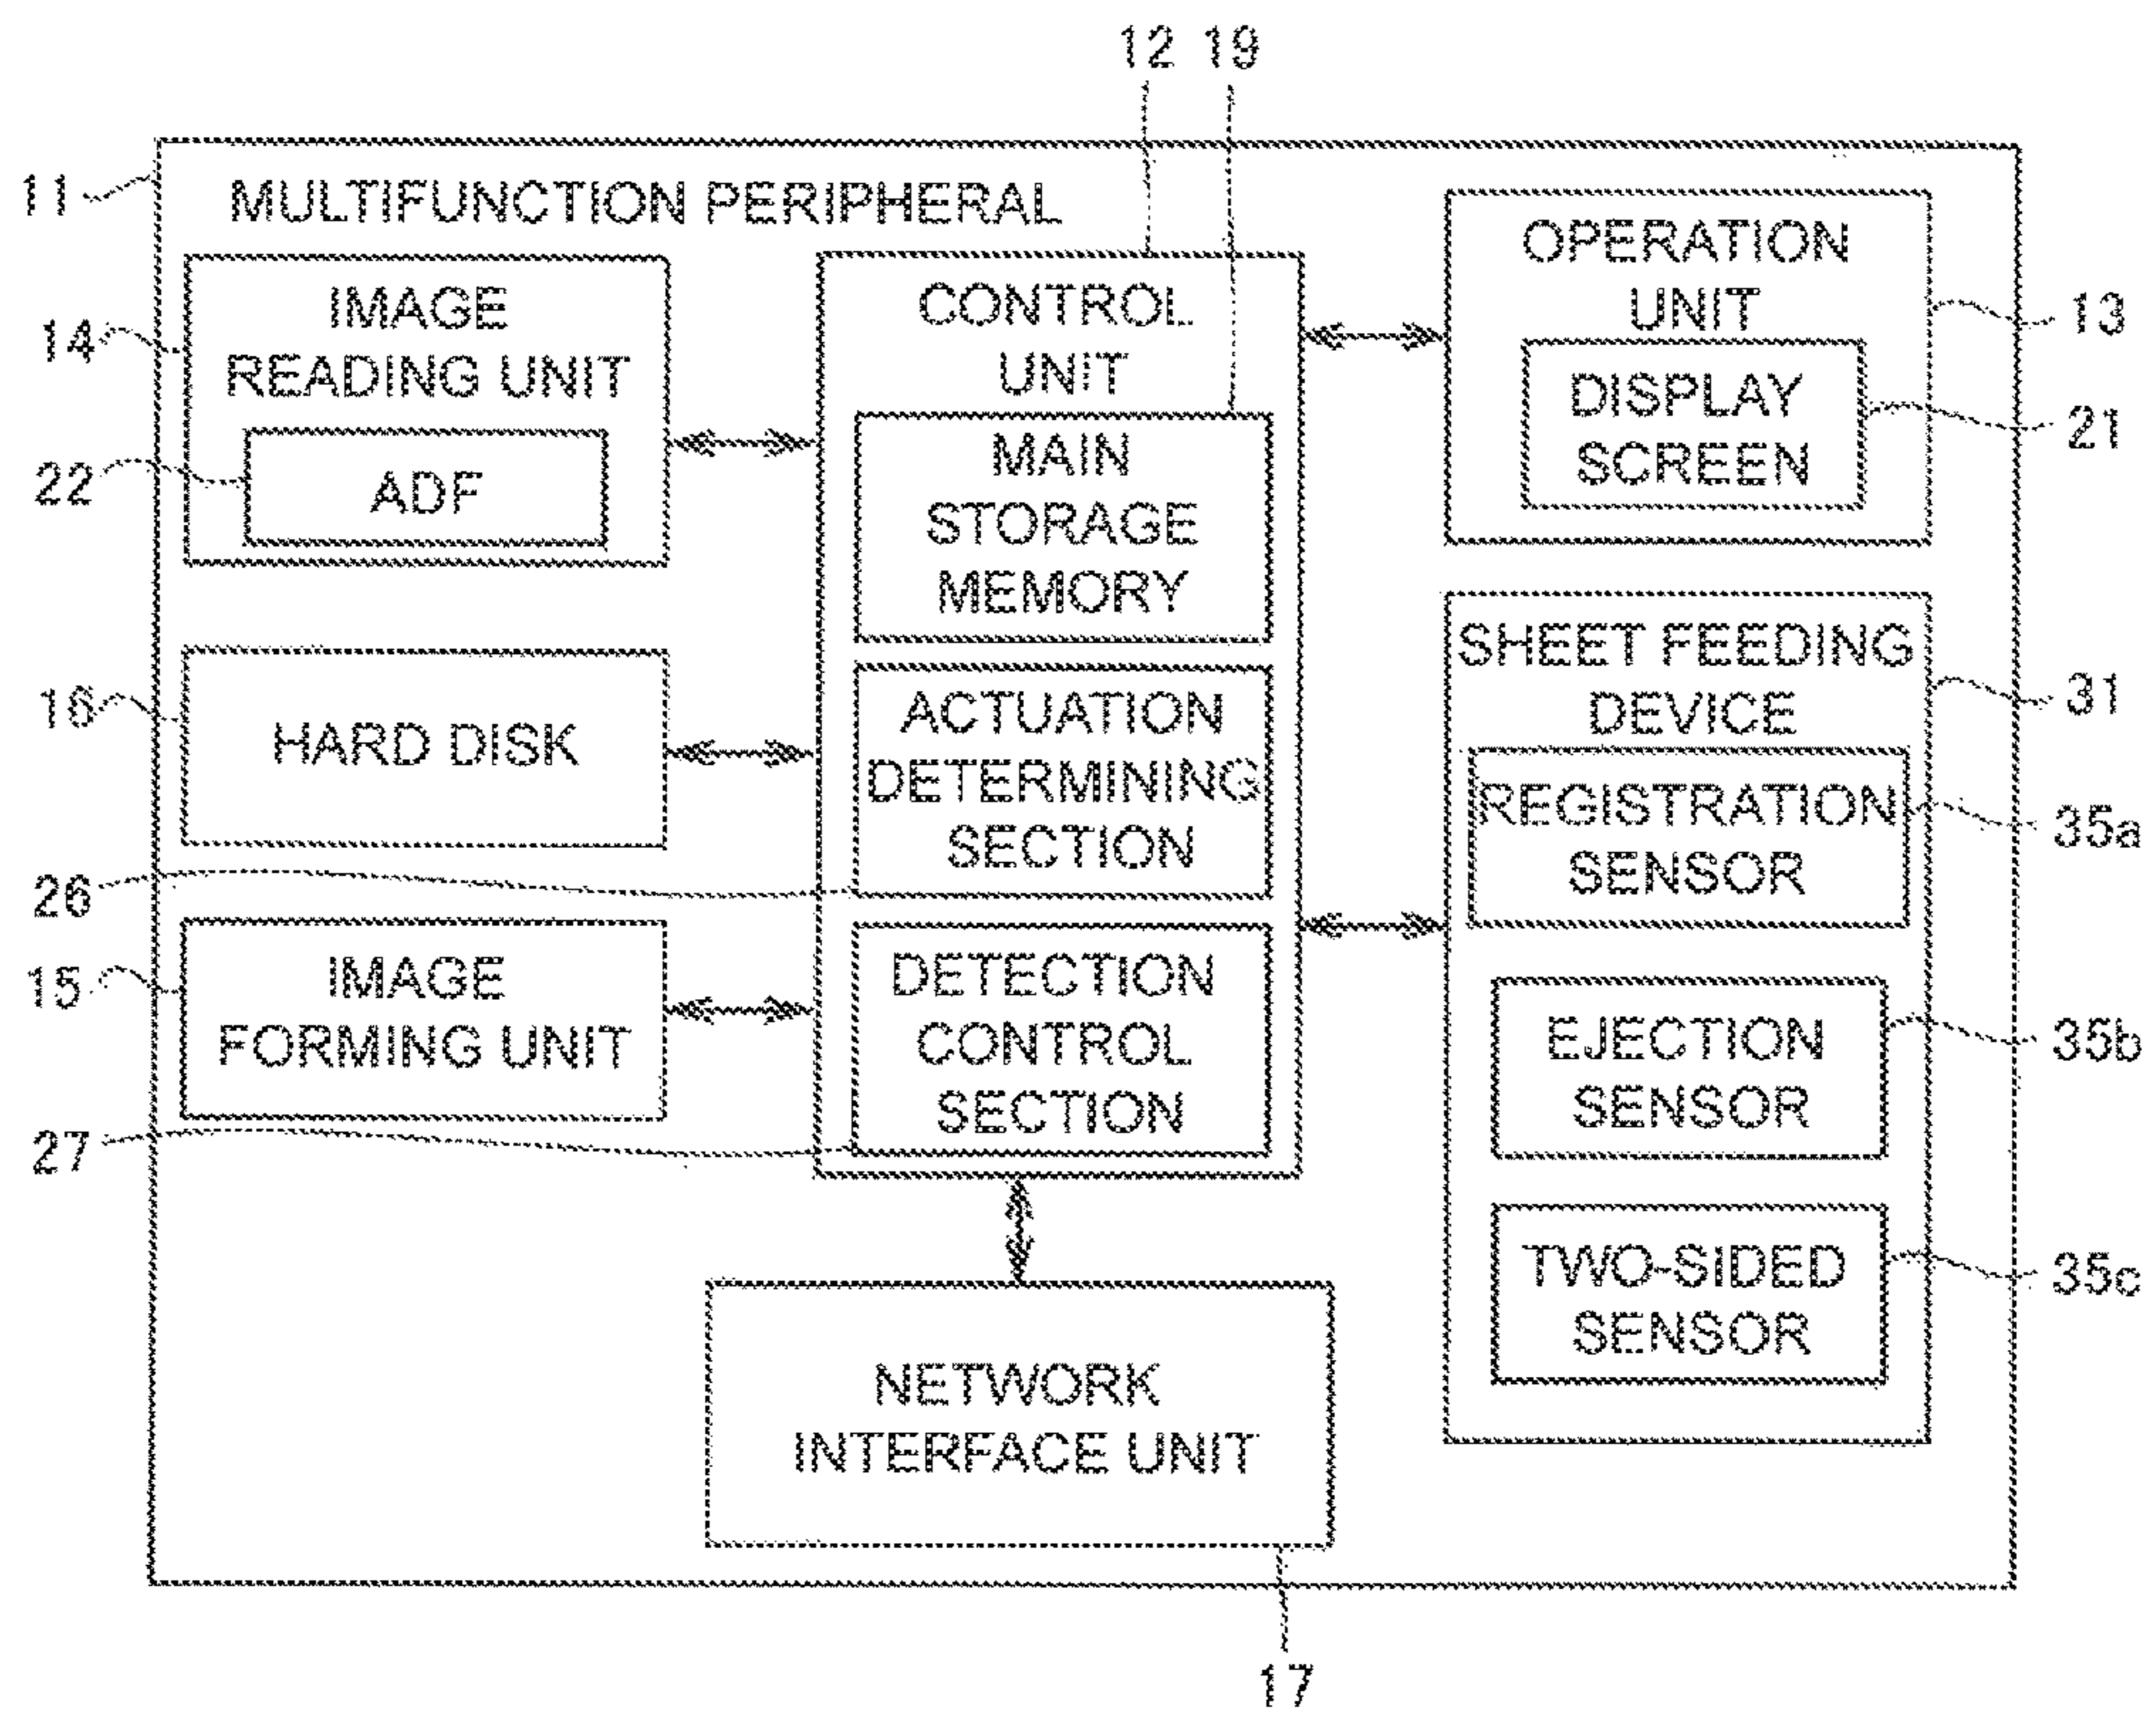 12 19
11
MULTIFUNCTION PERIPHERAL
14
IMAGE
READING UNIT
22
ADF
16
HARD DISK
26
15
IMAGE
FORMING UNIT
27
CONTROL
UNIT
MAIN
STORAGE
MEMORY
ACTUATION
DETERMINING
SECTION
DETECTION
CONTROL
SECTION
OPERATION
UNIT
13
DISPLAY
SCREEN
21
SHEET FEEDING
DEVICE
31
REGISTRATION
SENSOR
35a
EJECTION
SENSOR
35b
TWO-SIDED
SENSOR
35c
NETWORK
INTERFACE UNIT
17